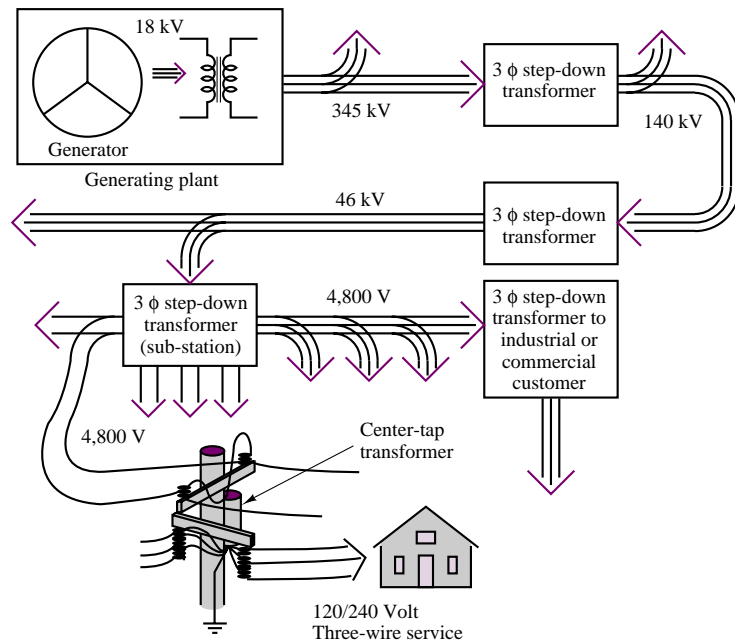 18 kV
Generator
Generating plant
345 kV
3 ϕ step-down
transformer
140 kV
46 kV
3 ϕ step-down
transformer
3 ϕ step-down
transformer
(sub-station)
4,800 V
3 ϕ step-down
transformer to
industrial or
commercial
customer
4,800 V
Center-tap
transformer
120/240 Volt
Three-wire service